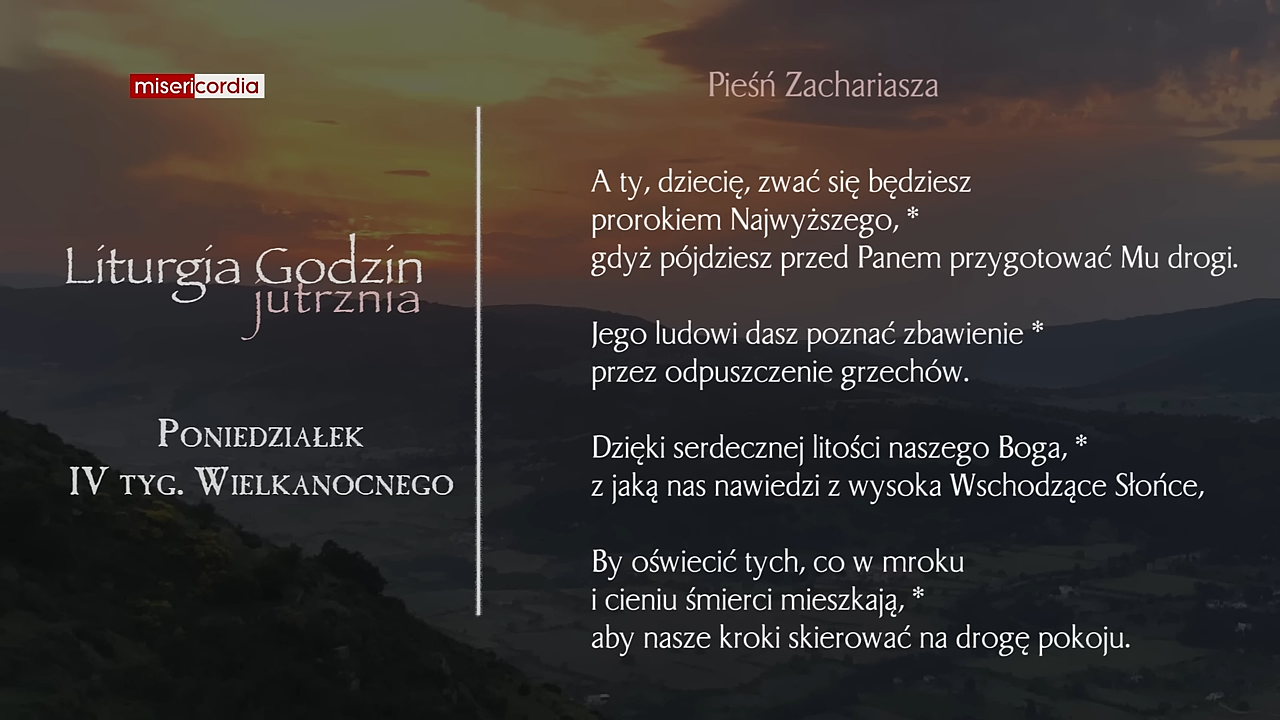 misericordia
Liturgia Godzin
jutrznia
Poniedziałek
IV tyg. Wielkanocnego
Pieśń Zachariasza
A ty, dziecię, zwać się będziesz
prorokiem Najwyższego, *
gdyż pójdziesz przed Panem przygotować Mu drogi.
Jego ludowi dasz poznać zbawienie *
przez odpuszczenie grzechów.
Dzięki serdecznej litości naszego Boga, *
z jaką nas nawiedzi z wysoka Wschodzące Słońce,
By oświecić tych, co w mroku
i cieniu śmierci mieszkają, *
aby nasze kroki skierować na drogę pokoju.